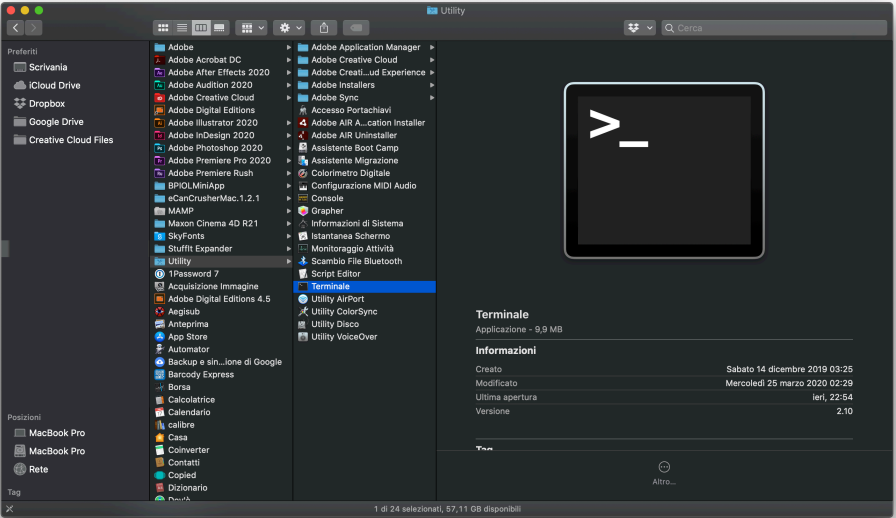 Utility
Cerca
Preferiti
Scrivania
iCloud Drive
Dropbox
Google Drive
Creative Cloud Files
Posizioni
MacBook Pro
MacBook Pro
Rete
Tag
Adobe
Adobe Acrobat DC
Adobe After Effects 2020
Adobe Audition 2020
Adobe Creative Cloud
Adobe Digital Editions
Adobe Illustrator 2020
Adobe InDesign 2020
Adobe Photoshop 2020
Adobe Premiere Pro 2020
Adobe Premiere Rush
BPIOLMiniApp
eCanCrusherMac.1.2.1
MAMP
Maxon Cinema 4D R21
SkyFonts
StuffIt Expander
Utility
1Password 7
Acquisizione Immagine
Adobe Digital Editions 4.5
Aegisub
Anteprima
App Store
Automator
Backup e sin...ione di Google
Barcody Express
Borsa
Calcolatrice
Calendario
calibre
Casa
Coinverter
Contatti
Copied
Dizionario
Adobe Application Manager
Adobe Creative Cloud
Adobe Creati...ud Experience
Adobe Installers
Adobe Sync
Accesso Portachiavi
Adobe AIR A...cation Installer
Adobe AIR Uninstaller
Assistente Boot Camp
Assistente Migrazione
Colorimetro Digitale
Configurazione MIDI Audio
Console
Grapher
Informazioni di Sistema
Istantanea Schermo
Monitoraggio Attività
Scambio File Bluetooth
Script Editor
Terminale
Utility AirPort
Utility ColorSync
Utility Disco
Utility VoiceOver
>_
Terminale
Applicazione - 9,9 MB
Informazioni
Creato Sabato 14 dicembre 2019 03:25
Modificato Mercoledì 25 marzo 2020 02:29
Ultima apertura ieri, 22:54
Versione 2.10
Tag
Altro...
1 di 24 selezionati, 57,11 GB disponibili